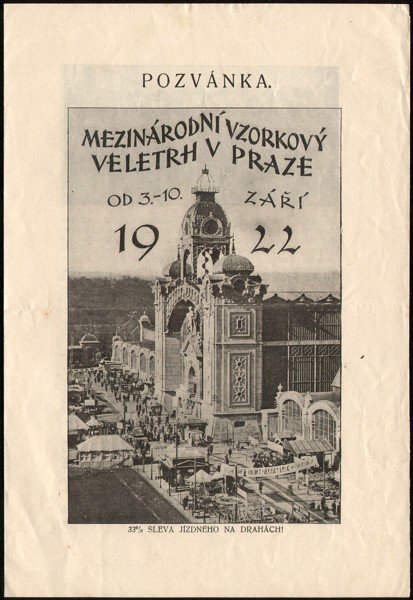 POZVÁNKA.
MEZINÁRODNÍ VZORKOVÝ
VELETRH V PRAZE
OD 3.-10. ZÁŘÍ
19 22
33% SLEVA JÍZDNÉHO NA DRAHÁCH!